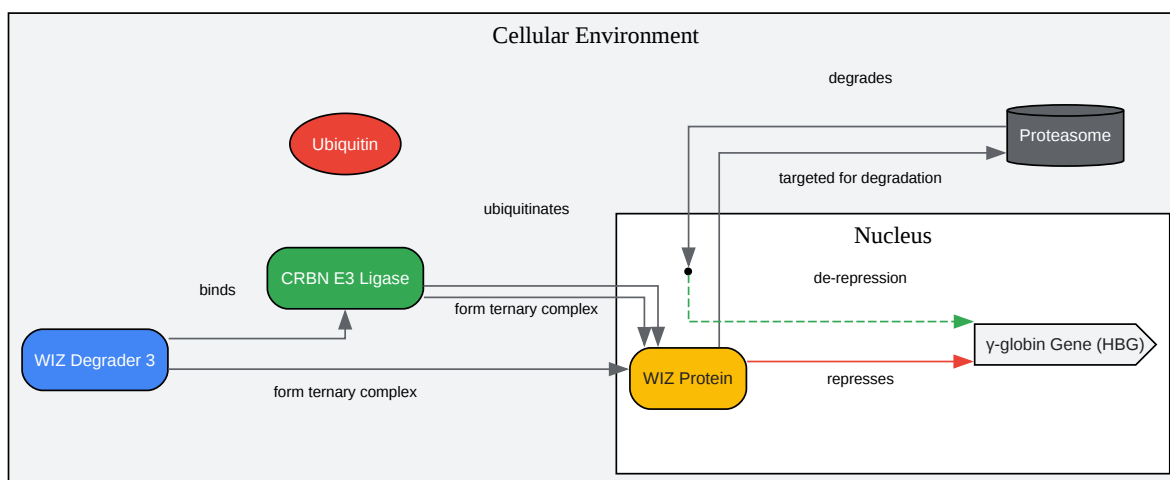 Cellular Environment
degrades
Proteasome
Ubiquitin
targeted for degradation
ubiquitinates
Nucleus
CRBN E3 Ligase
de-repression
binds
form ternary complex
γ-globin Gene (HBG)
WIZ Degrader 3
WIZ Protein
represses
form ternary complex